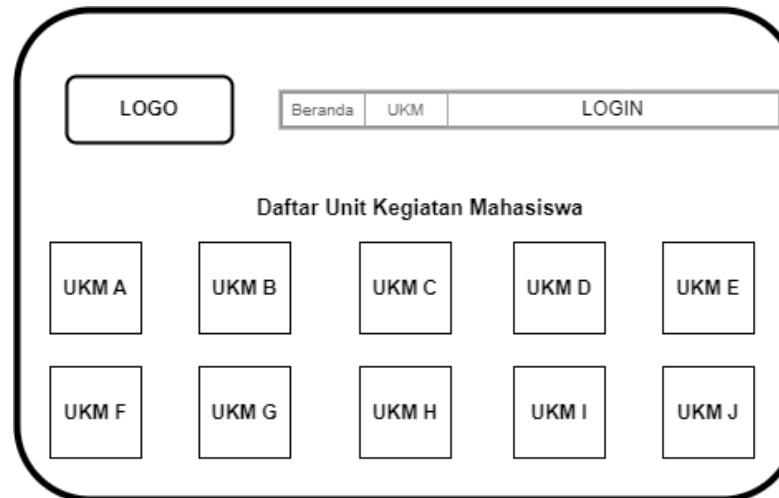 LOGO
Beranda UKM LOGIN
Daftar Unit Kegiatan Mahasiswa
UKM A UKM B UKM C UKM D UKM E
UKM F UKM G UKM H UKM I UKM J